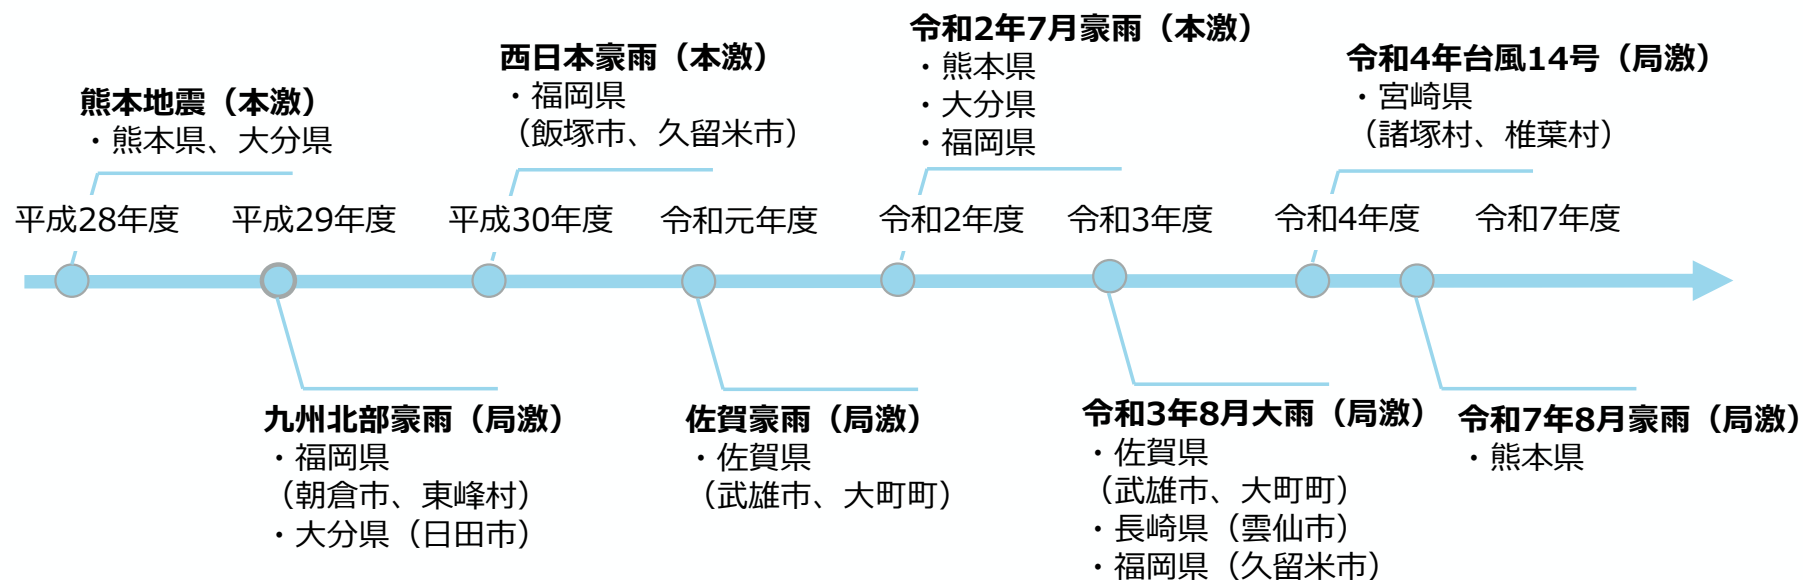 熊本地震（本激）
・熊本県、大分県
西日本豪雨（本激）
・福岡県
（飯塚市、久留米市）
令和2年7月豪雨（本激）
・熊本県
・大分県
・福岡県
令和4年台風14号（局激）
・宮崎県
（諸塚村、椎葉村）
平成28年度
平成29年度
平成30年度
令和元年度
令和2年度
令和3年度
令和4年度
令和7年度
九州北部豪雨（局激）
・福岡県
（朝倉市、東峰村）
・大分県（日田市）
佐賀豪雨（局激）
・佐賀県
（武雄市、大町町）
令和3年8月大雨（局激）
・佐賀県
（武雄市、大町町）
・長崎県（雲仙市）
・福岡県（久留米市）
令和7年8月豪雨（局激）
・熊本県